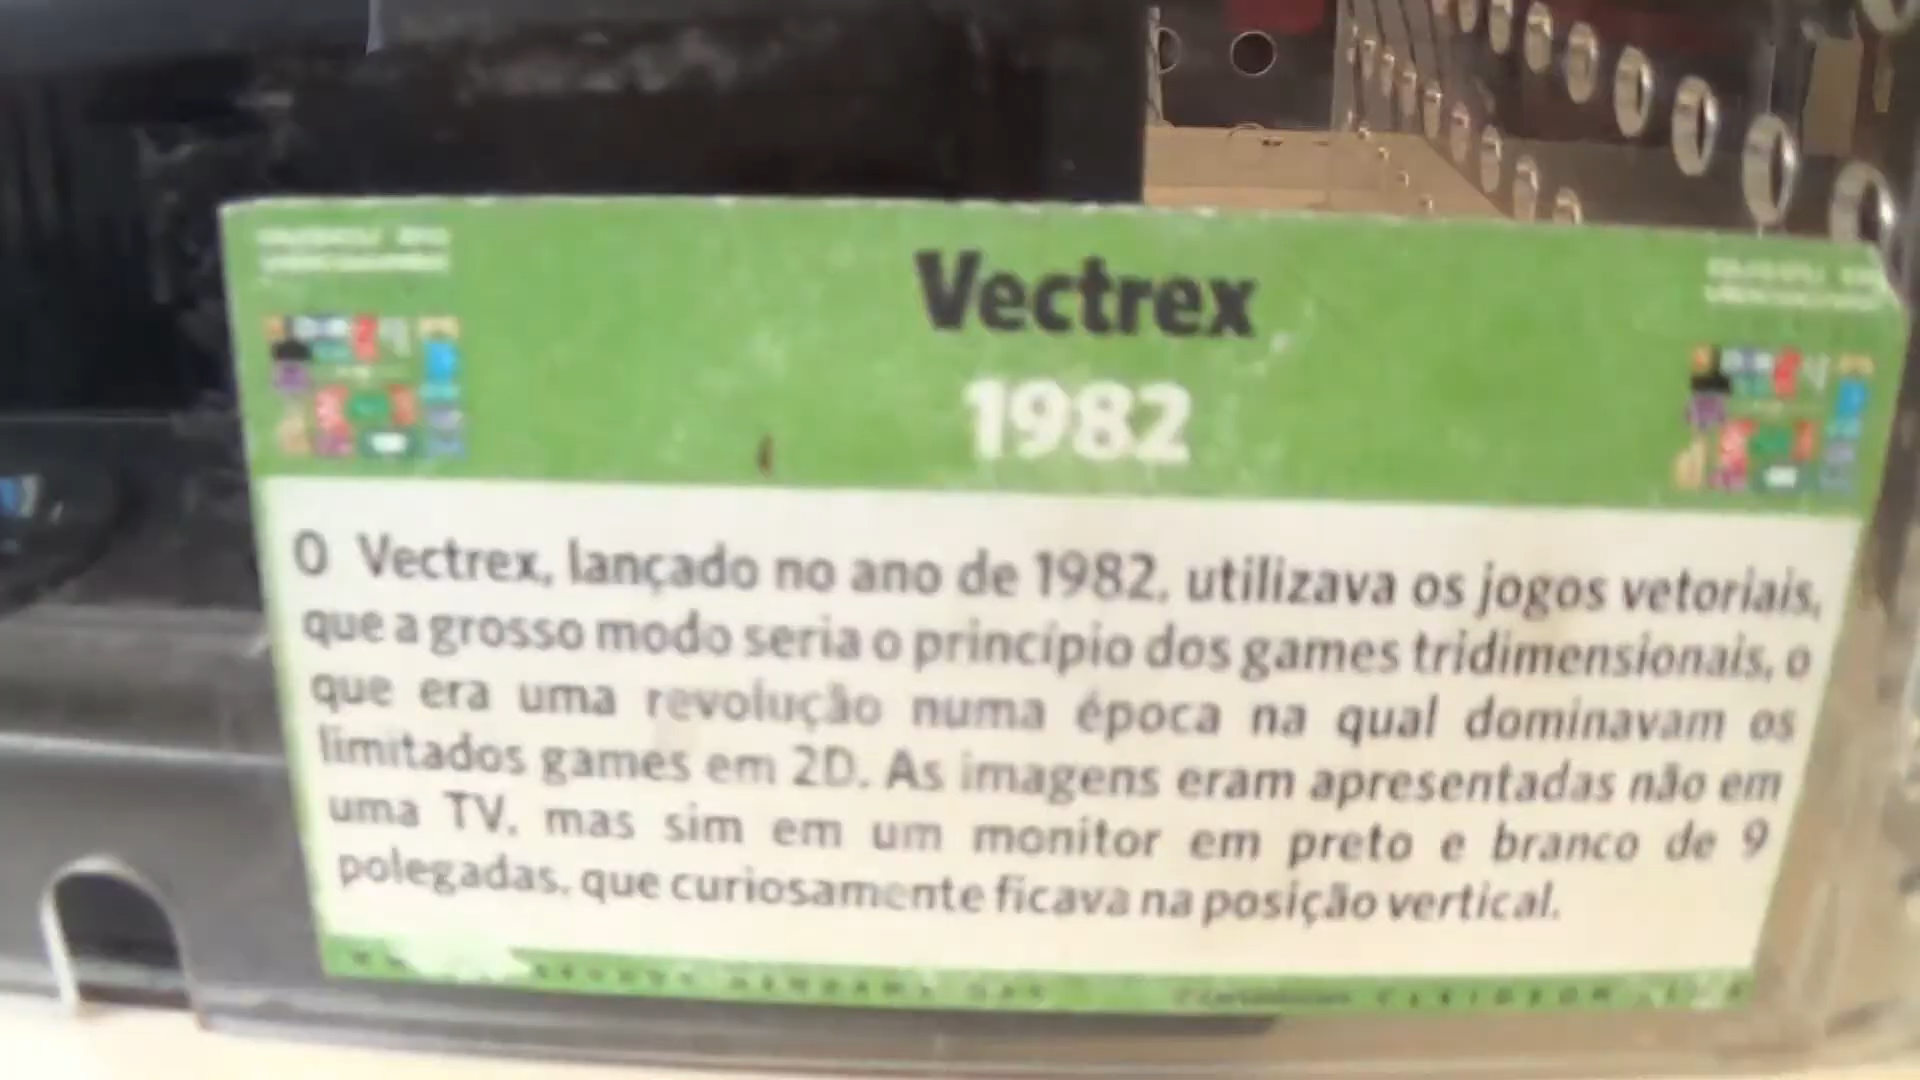 Vectrex
1982
O Vectrex, lançado no ano de 1982, utilizava os jogos vetoriais,
que a grosso modo seria o princípio dos games tridimensionais, o
que era uma revolução numa época na qual dominavam os
limitados games em 2D. As imagens eram apresentadas não em
uma TV, mas sim em um monitor em preto e branco de 9
polegadas, que curiosamente ficava na posição vertical.